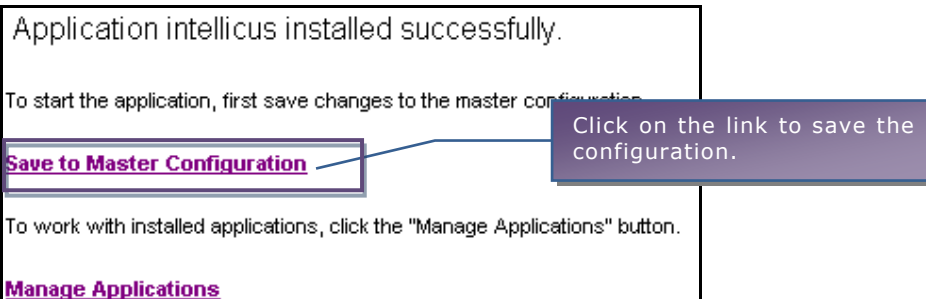 Application intellicus installed successfully.
To start the application, first save changes to the master configuration.
Click on the link to save the
configuration.
Save to Master Configuration
To work with installed applications, click the "Manage Applications" button.
Manage Applications